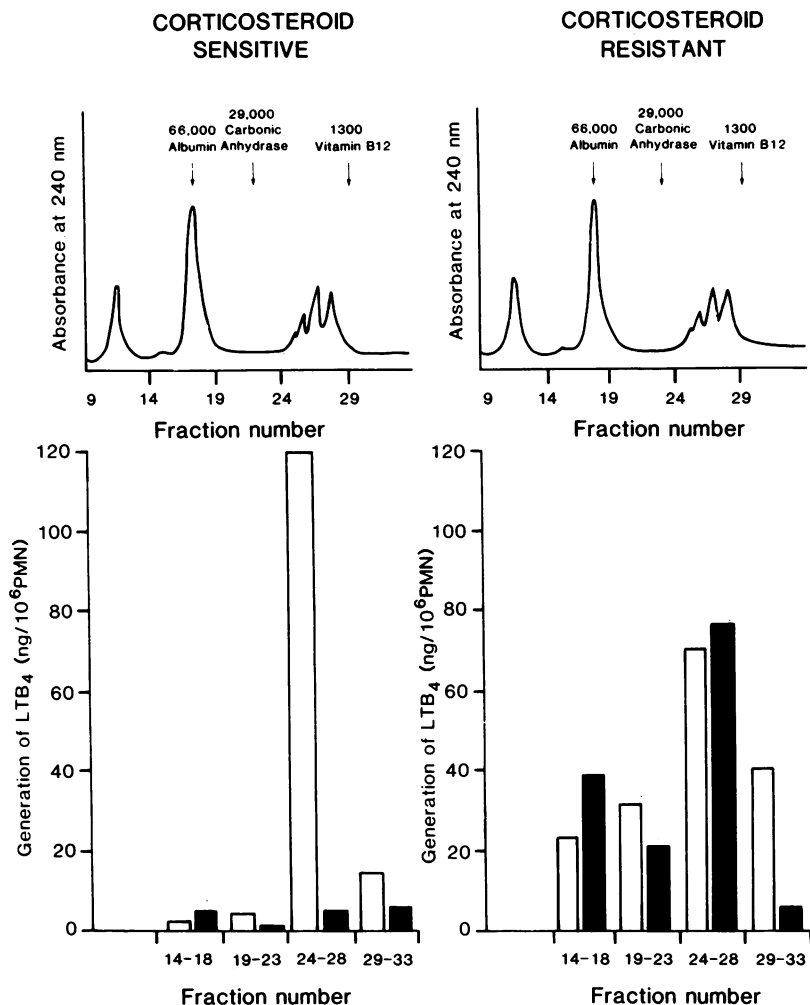 CORTICOSTEROID
SENSITIVE
66,000
Albumin
29,000
Carbonic
Anhydrase
1300
Vitamin B12
Absorbance at 240 nm
9 14 19 24 29
Fraction number
CORTICOSTEROID
RESISTANT
66,000
Albumin
29,000
Carbonic
Anhydrase
1300
Vitamin B12
Absorbance at 240 nm
9 14 19 24 29
Fraction number
Generation of LTB4 (ng/10⁶PMN)
120
100
80
60
40
20
0
14-18 19-23 24-28 29-33
Fraction number
Generation of LTB4 (ng/10⁶PMN)
120
100
80
60
40
20
0
14-18 19-23 24-28 29-33
Fraction number